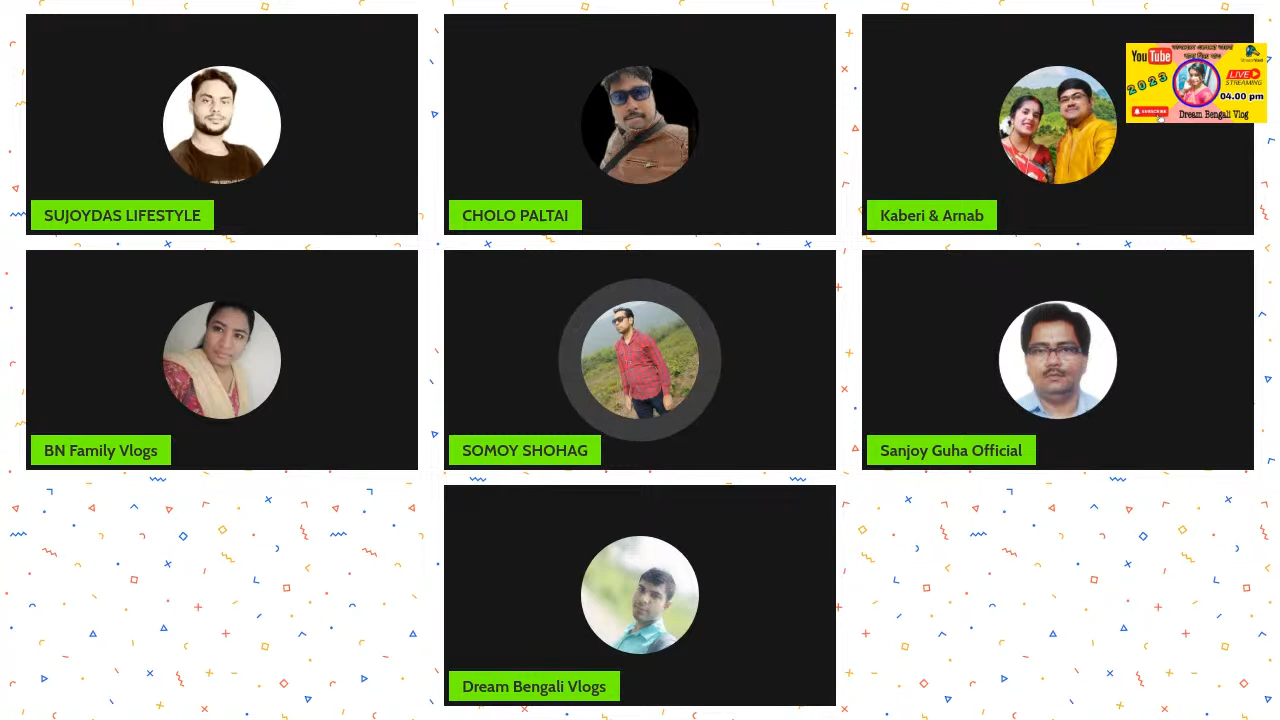 SUJOYDAS LIFESTYLE
CHOLO PALTAI
Kaberi & Arnab
YouTube
2023
LIVE
STREAMING
04.00 pm
SUBSCRIBE
Dream Bengali Vlog
BN Family Vlogs
SOMOY SHOHAG
Sanjoy Guha Official
Dream Bengali Vlogs